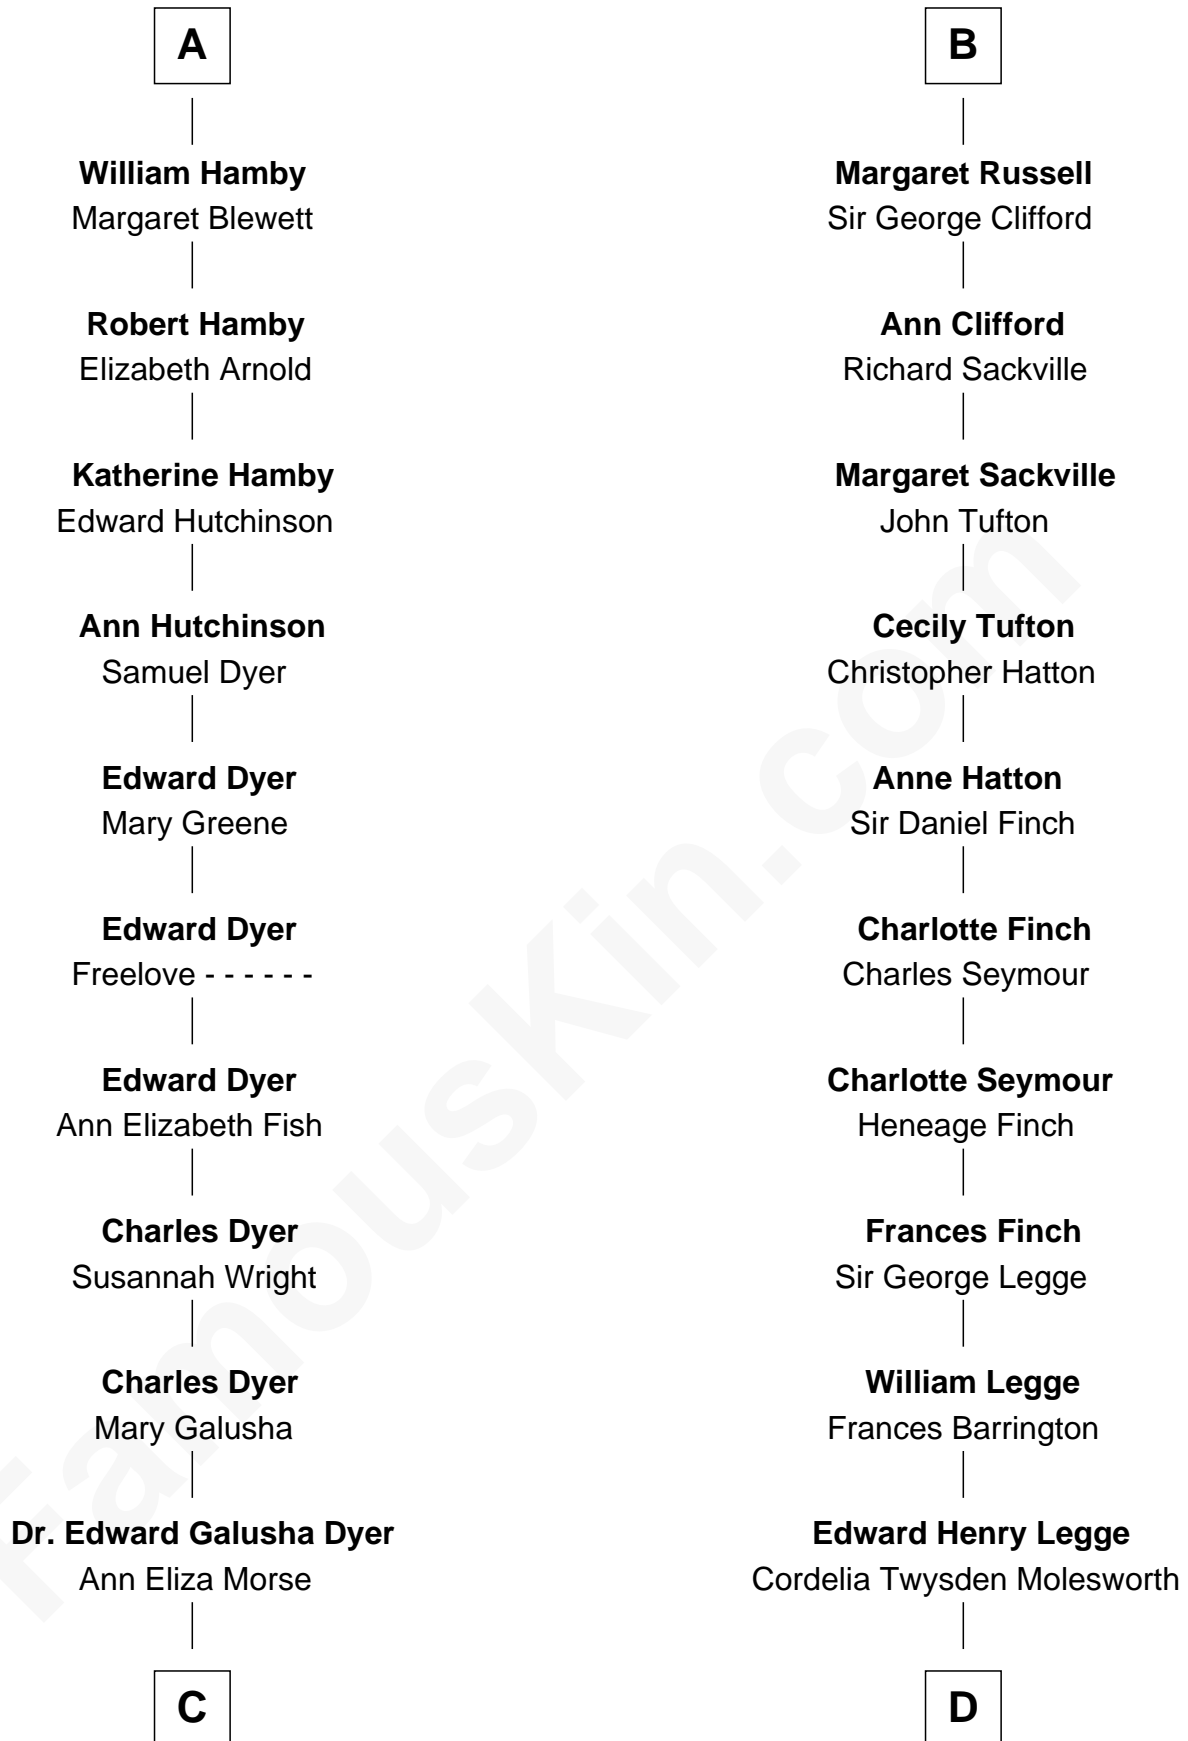 A
William Hamby
Margaret Blewett
Robert Hamby
Elizabeth Arnold
Katherine Hamby
Edward Hutchinson
Ann Hutchinson
Samuel Dyer
Edward Dyer
Mary Greene
Edward Dyer
Freelove - - - - - -
Edward Dyer
Ann Elizabeth Fish
Charles Dyer
Susannah Wright
Charles Dyer
Mary Galusha
Dr. Edward Galusha Dyer
Ann Eliza Morse
C
B
Margaret Russell
Sir George Clifford
Ann Clifford
Richard Sackville
Margaret Sackville
John Tufton
Cecily Tufton
Christopher Hatton
Anne Hatton
Sir Daniel Finch
Charlotte Finch
Charles Seymour
Charlotte Seymour
Heneage Finch
Frances Finch
Sir George Legge
William Legge
Frances Barrington
Edward Henry Legge
Cordelia Twysden Molesworth
D
FamousKin.com